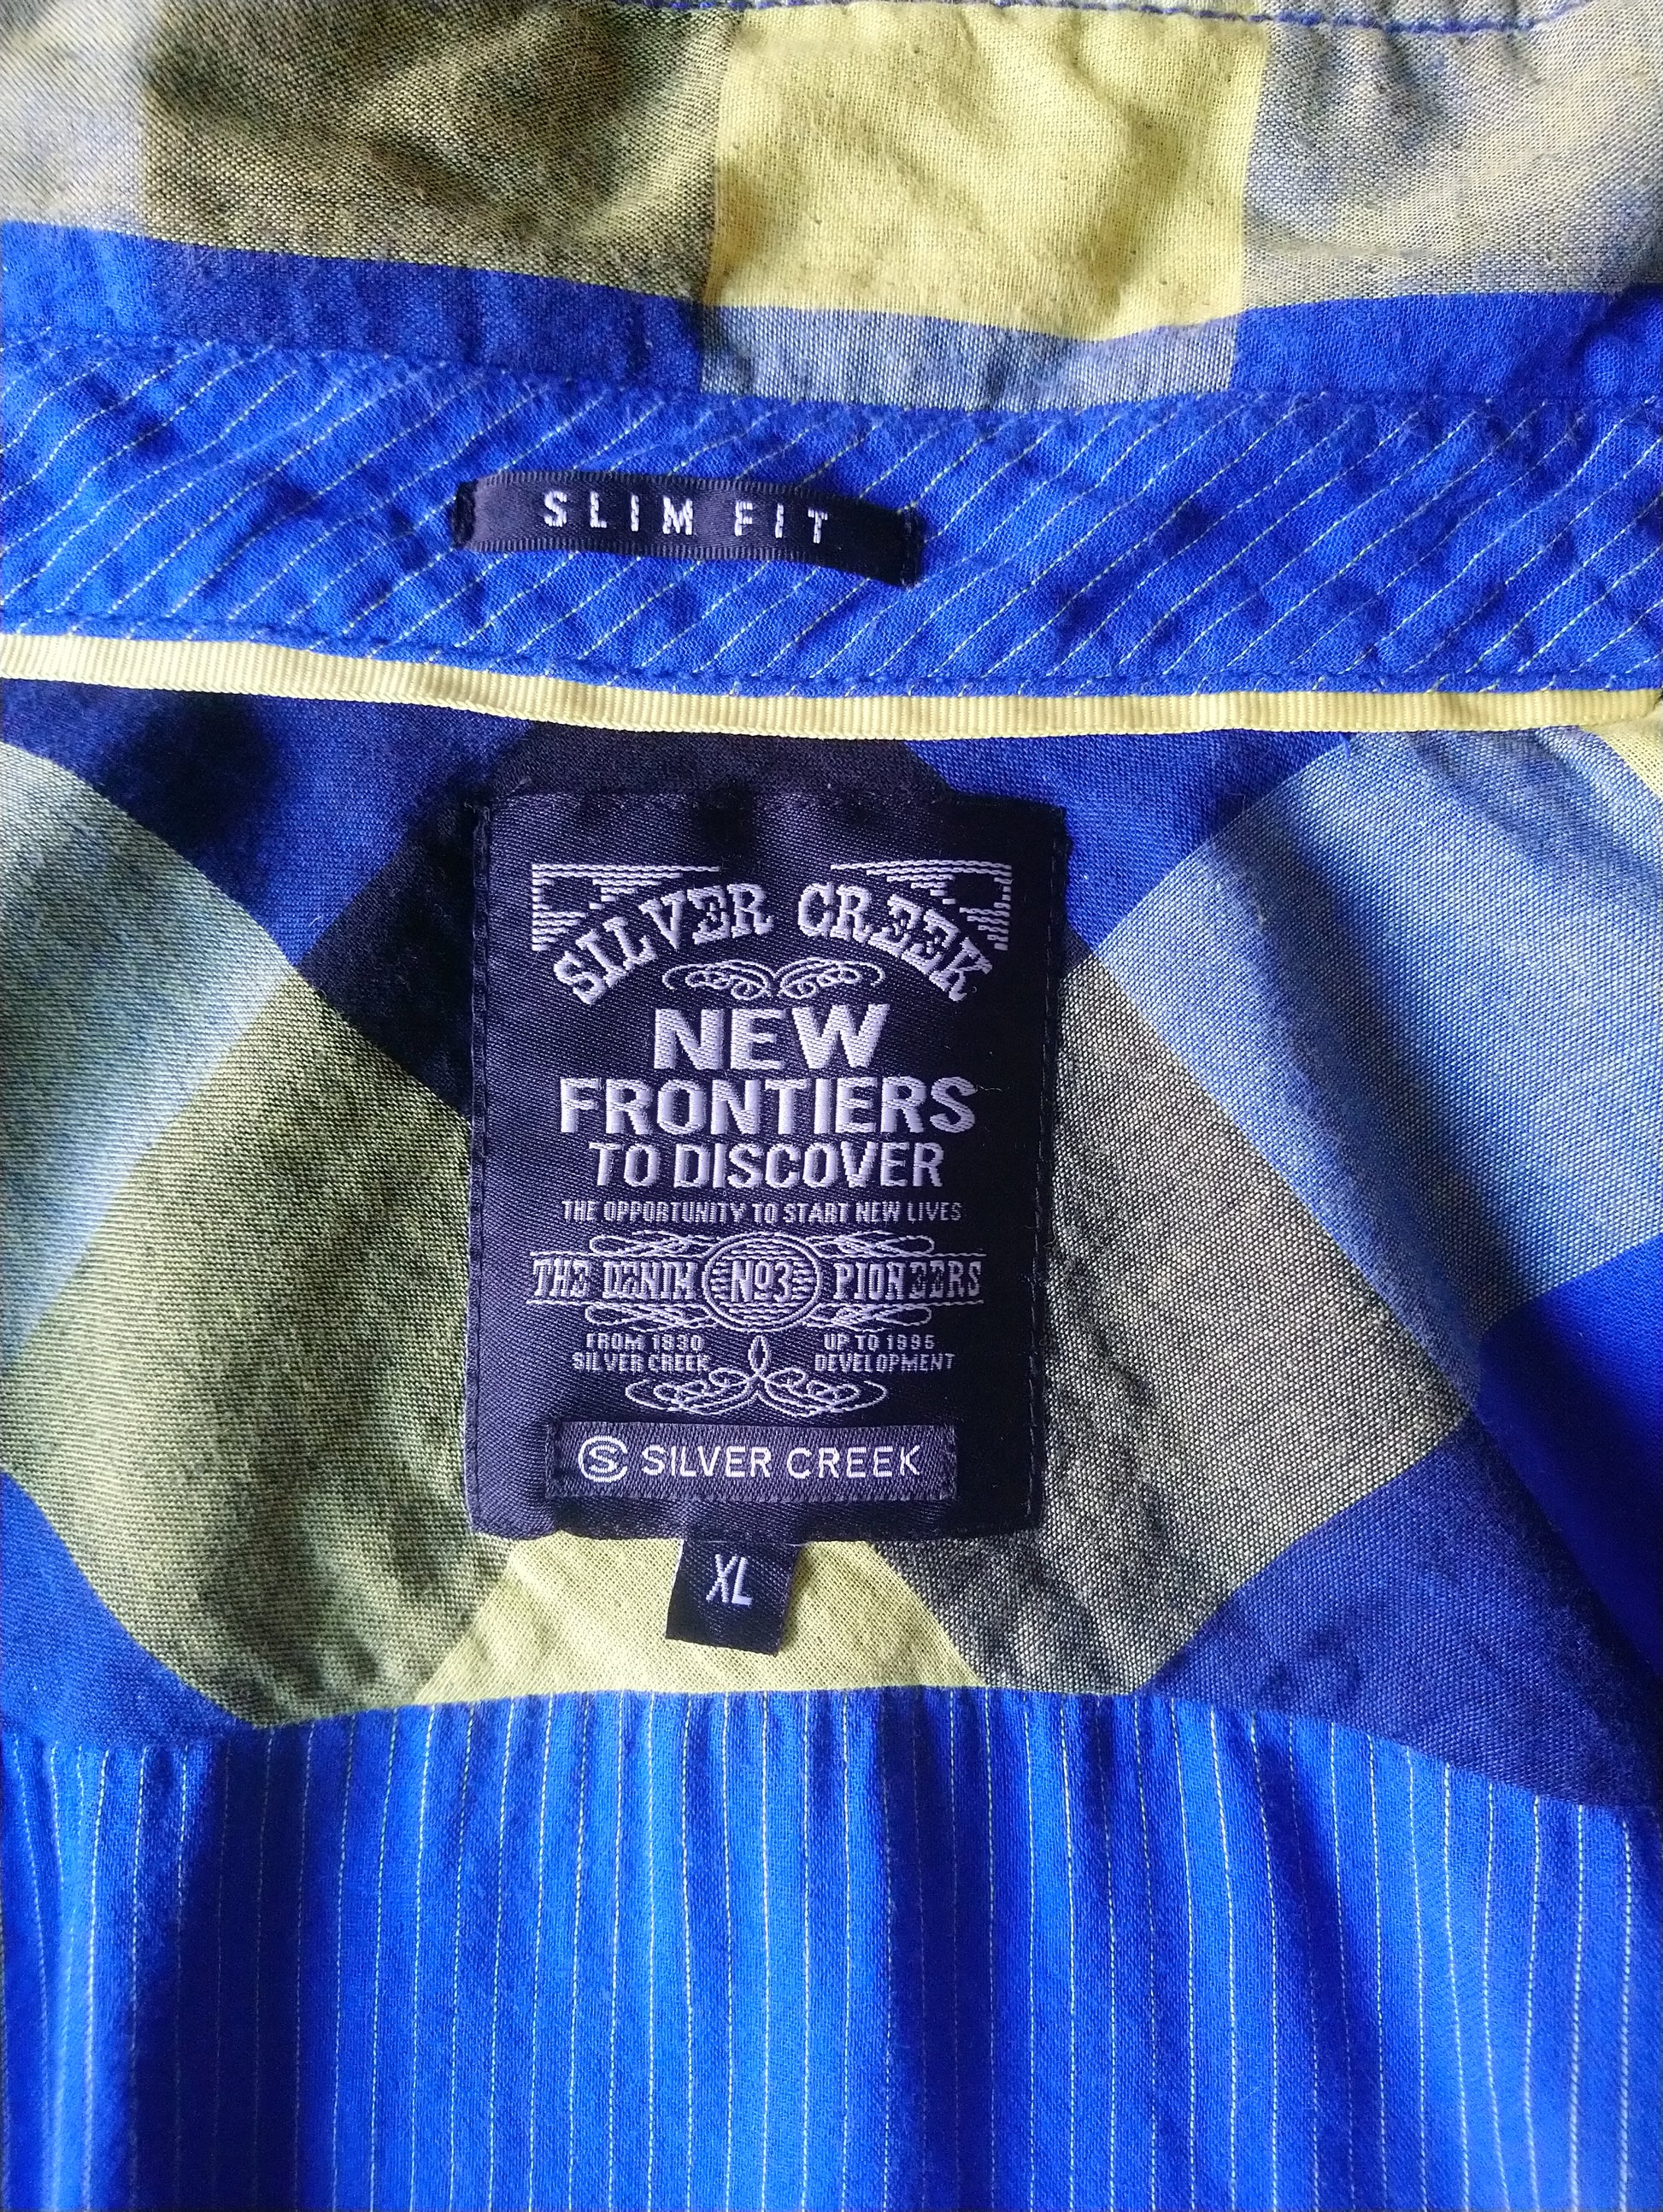 SLIM FIT
SILVER CREEK
NEW
FRONTIERS
TO DISCOVER
THE OPPORTUNITY TO START NEW LIVES
THE DENIM Nº3 PIONEERS
FROM 1930 UP TO 1995
SILVER CREEK DEVELOPMENT
SILVER CREEK
XL